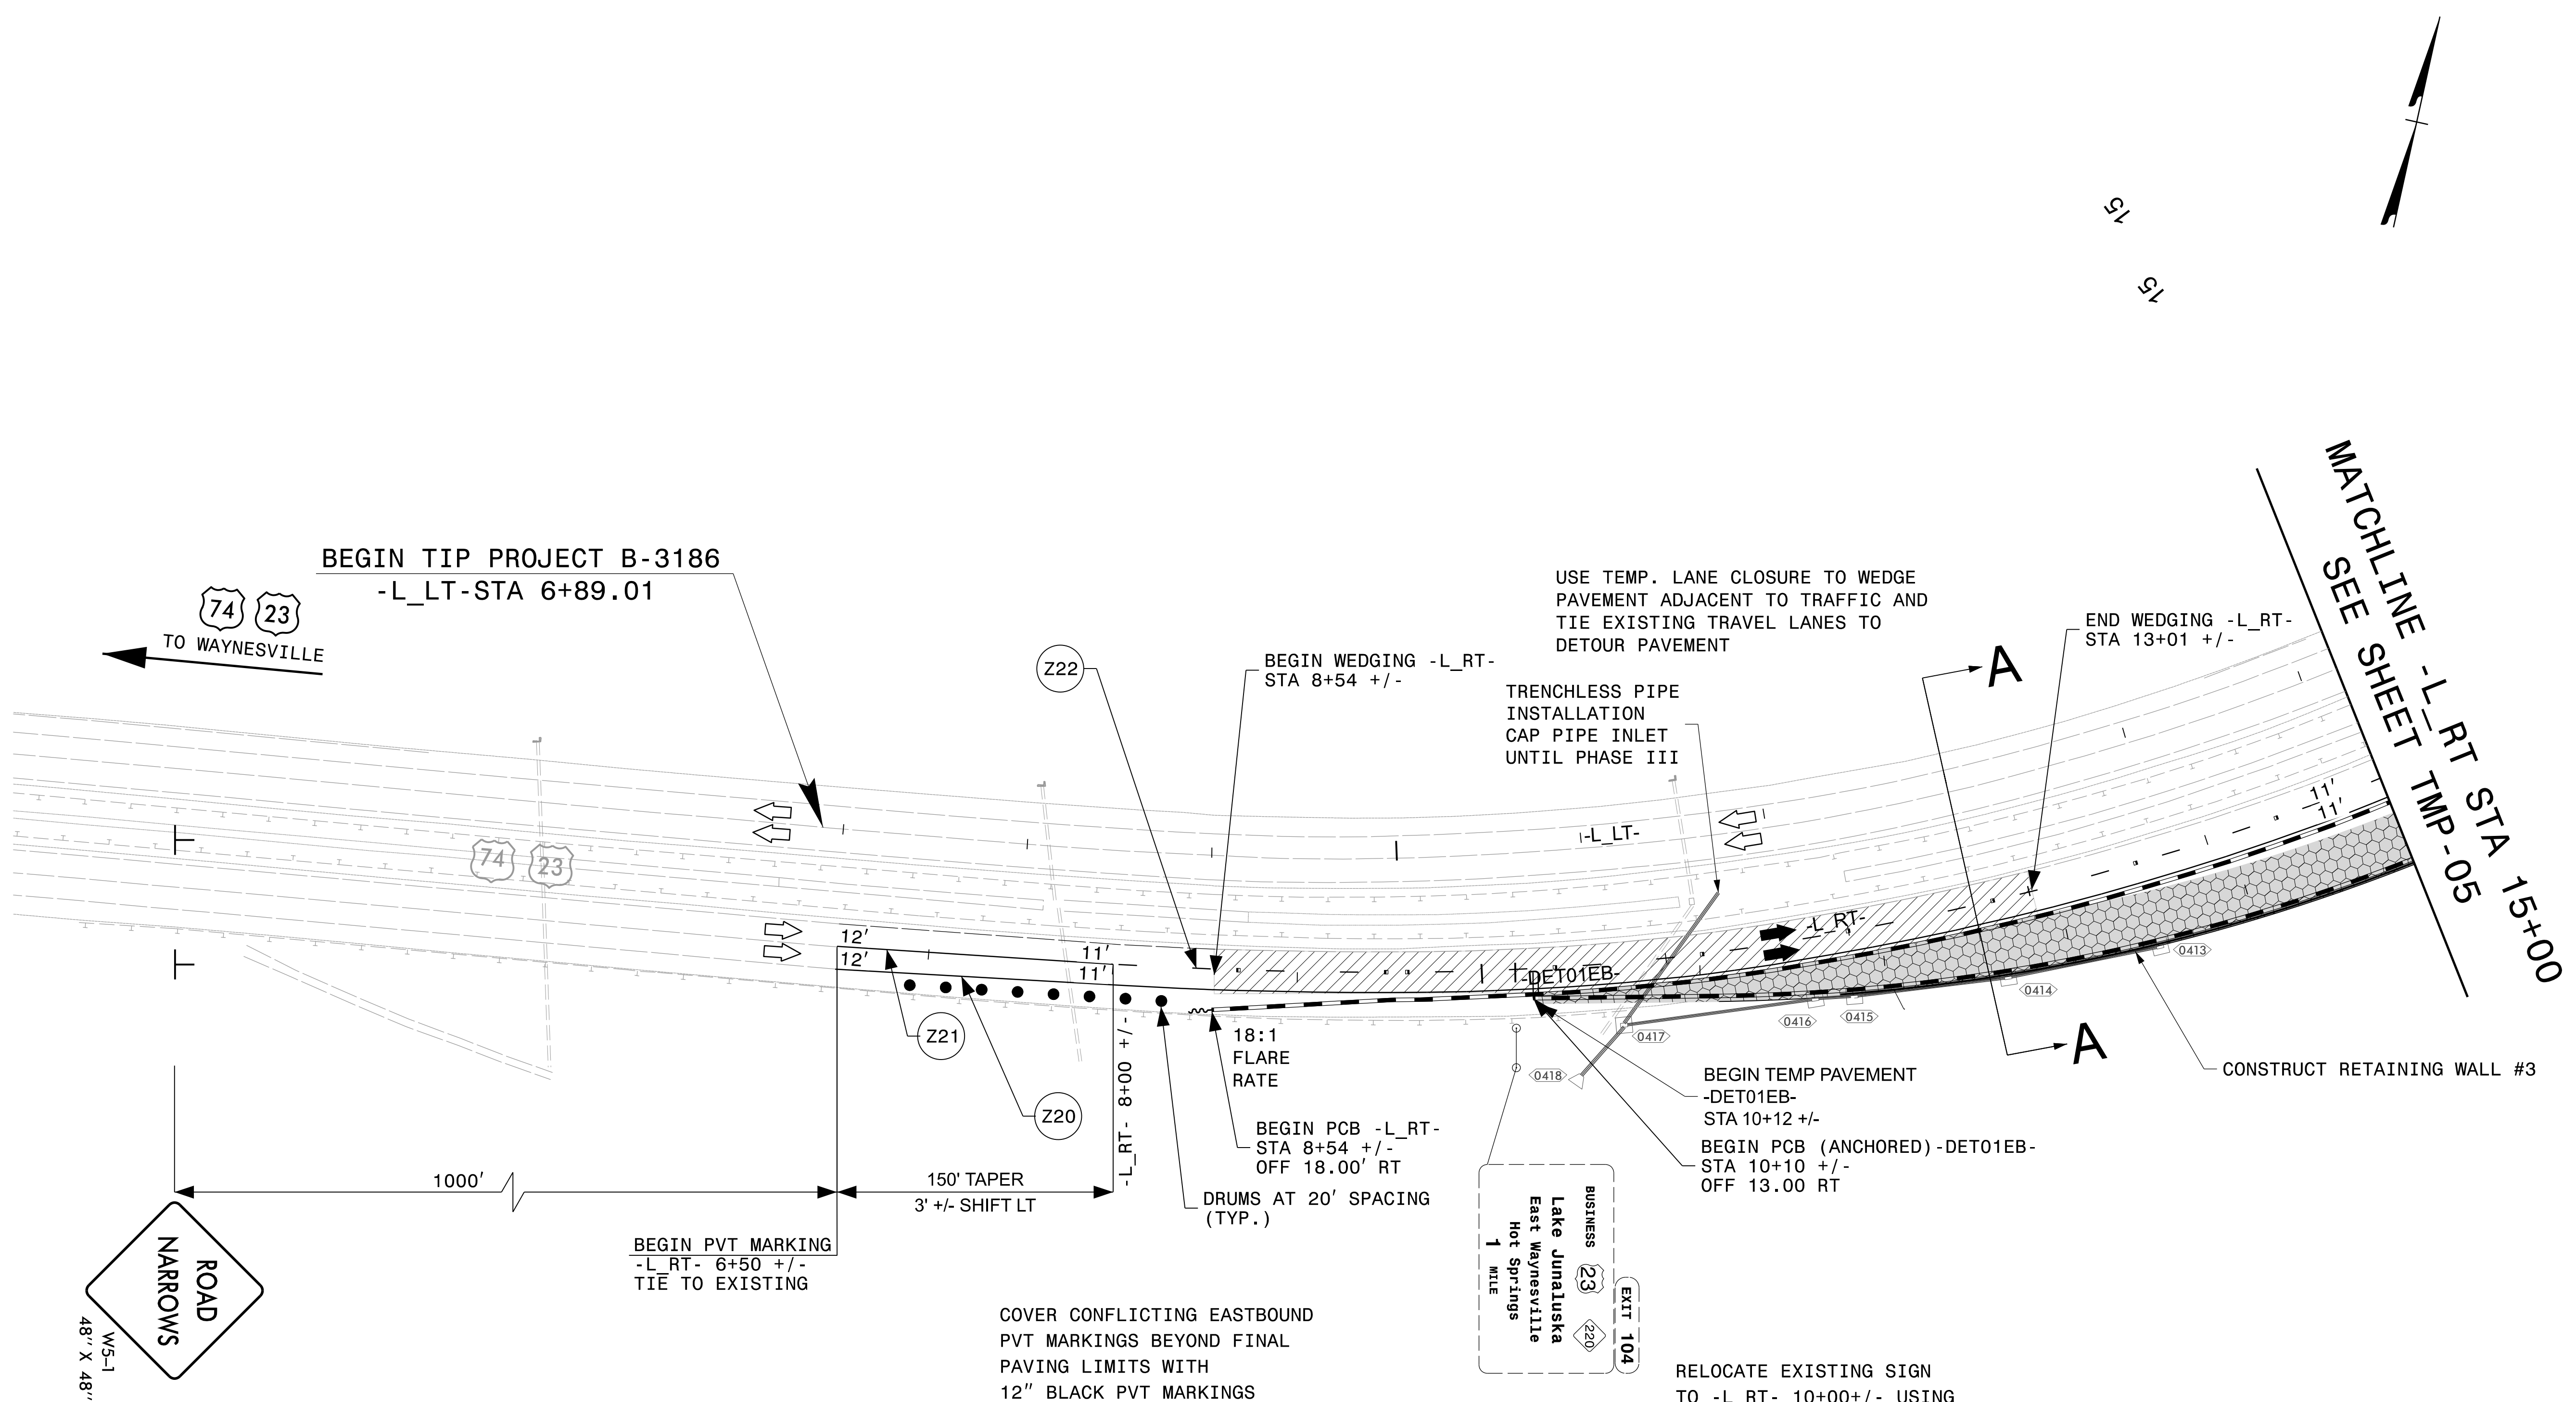 15
15
MATCHLINE -L_RT STA 15+00
SEE SHEET TMP-05
BEGIN TIP PROJECT B-3186
-L_LT-STA 6+89.01
74 23
TO WAYNESVILLE
USE TEMP. LANE CLOSURE TO WEDGE
PAVEMENT ADJACENT TO TRAFFIC AND
TIE EXISTING TRAVEL LANES TO
DETOUR PAVEMENT
END WEDGING -L_RT-
STA 13+01 +/-
Z22
BEGIN WEDGING -L_RT-
STA 8+54 +/-
A
TRENCHLESS PIPE
INSTALLATION
CAP PIPE INLET
UNTIL PHASE III
11'
11'
-L_LT-
74 23
12'
12'
11'
11'
-L_RT-
-DET01EB-
0413
0414
0415
0416
0417
0418
A
Z21
Z20
-L_RT- 8+00 +/-
18:1
FLARE
RATE
CONSTRUCT RETAINING WALL #3
BEGIN TEMP PAVEMENT
-DET01EB-
STA 10+12 +/-
BEGIN PCB -L_RT-
STA 8+54 +/-
OFF 18.00' RT
BEGIN PCB (ANCHORED)-DET01EB-
STA 10+10 +/-
OFF 13.00 RT
1000'
150' TAPER
3' +/- SHIFT LT
DRUMS AT 20' SPACING
(TYP.)
BEGIN PVT MARKING
-L_RT- 6+50 +/-
TIE TO EXISTING
ROAD
NARROWS
W5-1
48'' X 48''
EXIT 104
BUSINESS 23 220
Lake Junaluska
East Waynesville
Hot Springs
1 MILE
COVER CONFLICTING EASTBOUND
PVT MARKINGS BEYOND FINAL
PAVING LIMITS WITH
12" BLACK PVT MARKINGS
RELOCATE EXISTING SIGN
TO -L_RT- 10+00+/- USING